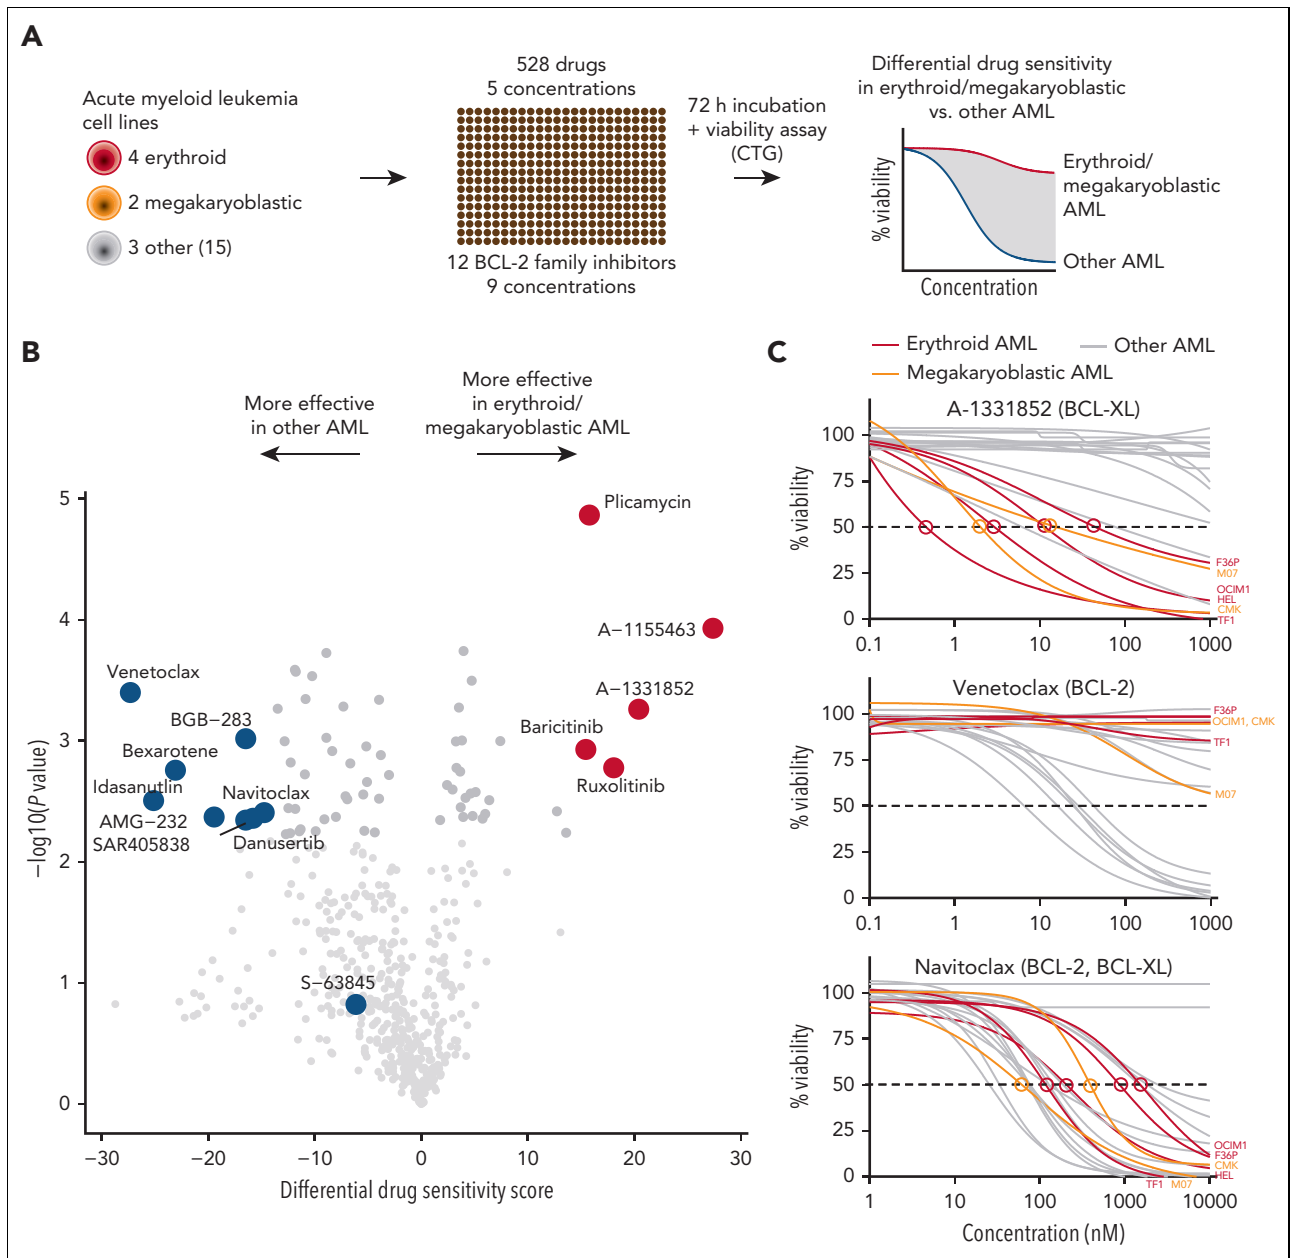 A
Acute myeloid leukemia
cell lines
4 erythroid
2 megakaryoblastic
3 other (15)
528 drugs
5 concentrations
12 BCL-2 family inhibitors
9 concentrations
72 h incubation
+ viability assay
(CTG)
Differential drug sensitivity
in erythroid/megakaryoblastic
vs. other AML
% viability
Concentration
Erythroid/
megakaryoblastic
AML
Other AML
B
More effective
in other AML
More effective
in erythroid/
megakaryoblastic AML
−log10(P value)
5
4
3
2
1
0
Plicamycin
A−1155463
A−1331852
Baricitinib
Ruxolitinib
Venetoclax
BGB−283
Bexarotene
Idasanutlin
Navitoclax
AMG−232
SAR405838
Danusertib
S−63845
−30
−20
−10
0
10
20
30
Differential drug sensitivity score
C
Erythroid AML
Other AML
Megakaryoblastic AML
A-1331852 (BCL-XL)
% viability
100
75
50
25
0
F36P
M07
OCIM1
HEL
CMK
TF1
0.1
1
10
100
1000
Venetoclax (BCL-2)
% viability
100
75
50
25
0
F36P
OCIM1, CMK
TF1
M07
0.1
1
10
100
1000
Navitoclax (BCL-2, BCL-XL)
% viability
100
75
50
25
0
OCIM1
F36P
CMK
HEL
TF1
M07
1
10
100
1000
10000
Concentration (nM)